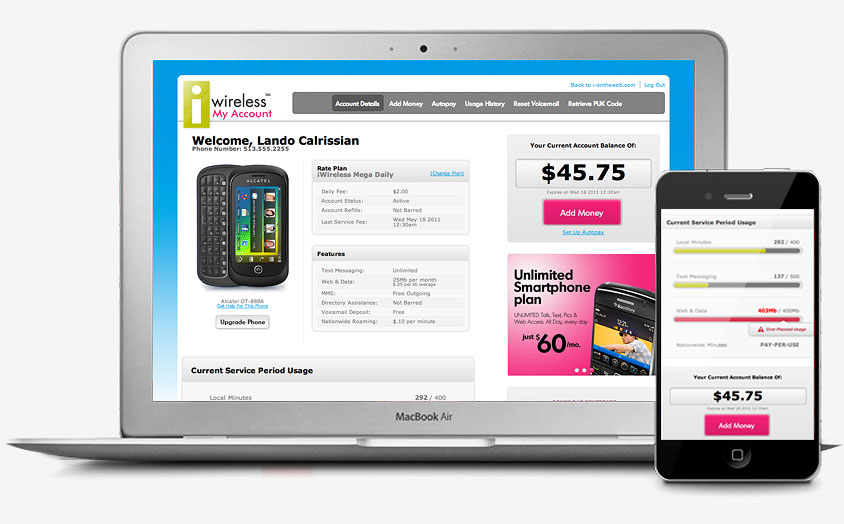 Back to i-ontheweb.com | Log Out
i wireless℠
My Account
Account Details Add Money Autopay Usage History Reset Voicemail Retrieve PUK Code
Welcome, Lando Calrissian
Phone Number: 513.555.2255
ALCATEL
Alcatel OT-888A
Get Help For This Phone
Upgrade Phone
Rate Plan
iWireless Mega Daily (Change Plan)
Daily Fee: $2.00
Account Status: Active
Account Refills: Not Barred
Last Service Fee: Wed May 18 2011
12:30am
Features
Text Messaging: Unlimited
Web & Data: 25Mb per month
$.05 per kb overage
MMS: Free Outgoing
Directory Assistance: Not Barred
Voicemail Deposit: Free
Nationwide Roaming: $.10 per minute
Your Current Account Balance Of:
$45.75
Expires on Wed 18 2011 12:30am
Add Money
Set Up Autopay
Unlimited
Smartphone
plan
UNLIMITED Talk, Text, Pics &
Web Access. All Day, every day.
just $60/mo.
BlackBerry
Current Service Period Usage
Local Minutes 292 / 400
MacBook Air
Current Service Period Usage
Local Minutes 292 / 400
Text Messaging 137 / 500
Web & Data 403Mb / 400Mb
Over Planned Usage
Nationwide Minutes PAY-PER-USE
Your Current Account Balance Of:
$45.75
Expires on Wed 18 2011 12:30am
Add Money